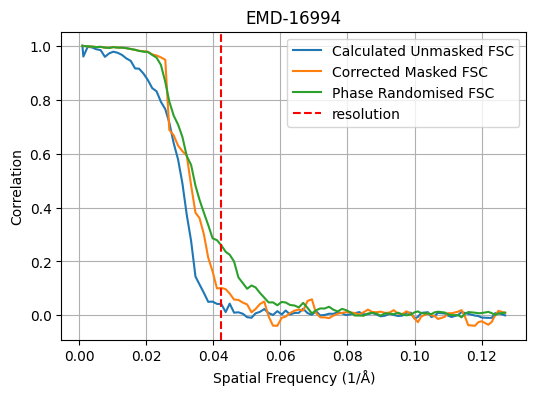 EMD-16994
1.0
0.8
0.6
0.4
0.2
0.0
Correlation
Calculated Unmasked FSC
Corrected Masked FSC
Phase Randomised FSC
resolution
0.00 0.02 0.04 0.06 0.08 0.10 0.12
Spatial Frequency (1/Å)